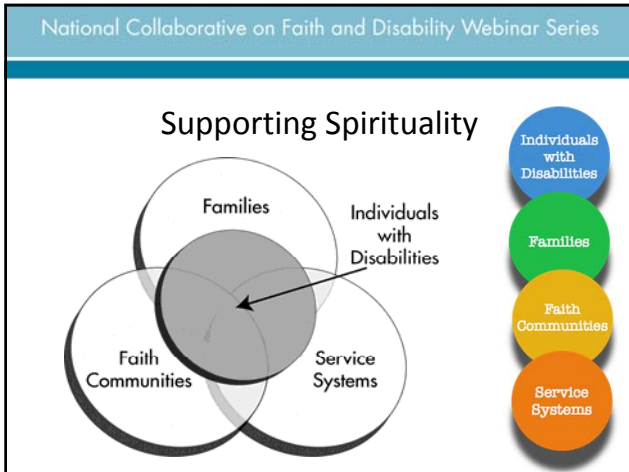 National Collaborative on Faith and Disability Webinar Series
Supporting Spirituality
Families
Individuals
with
Disabilities
Faith
Communities
Service
Systems
Individuals
with
Disabilities
Families
Faith
Communities
Service
Systems